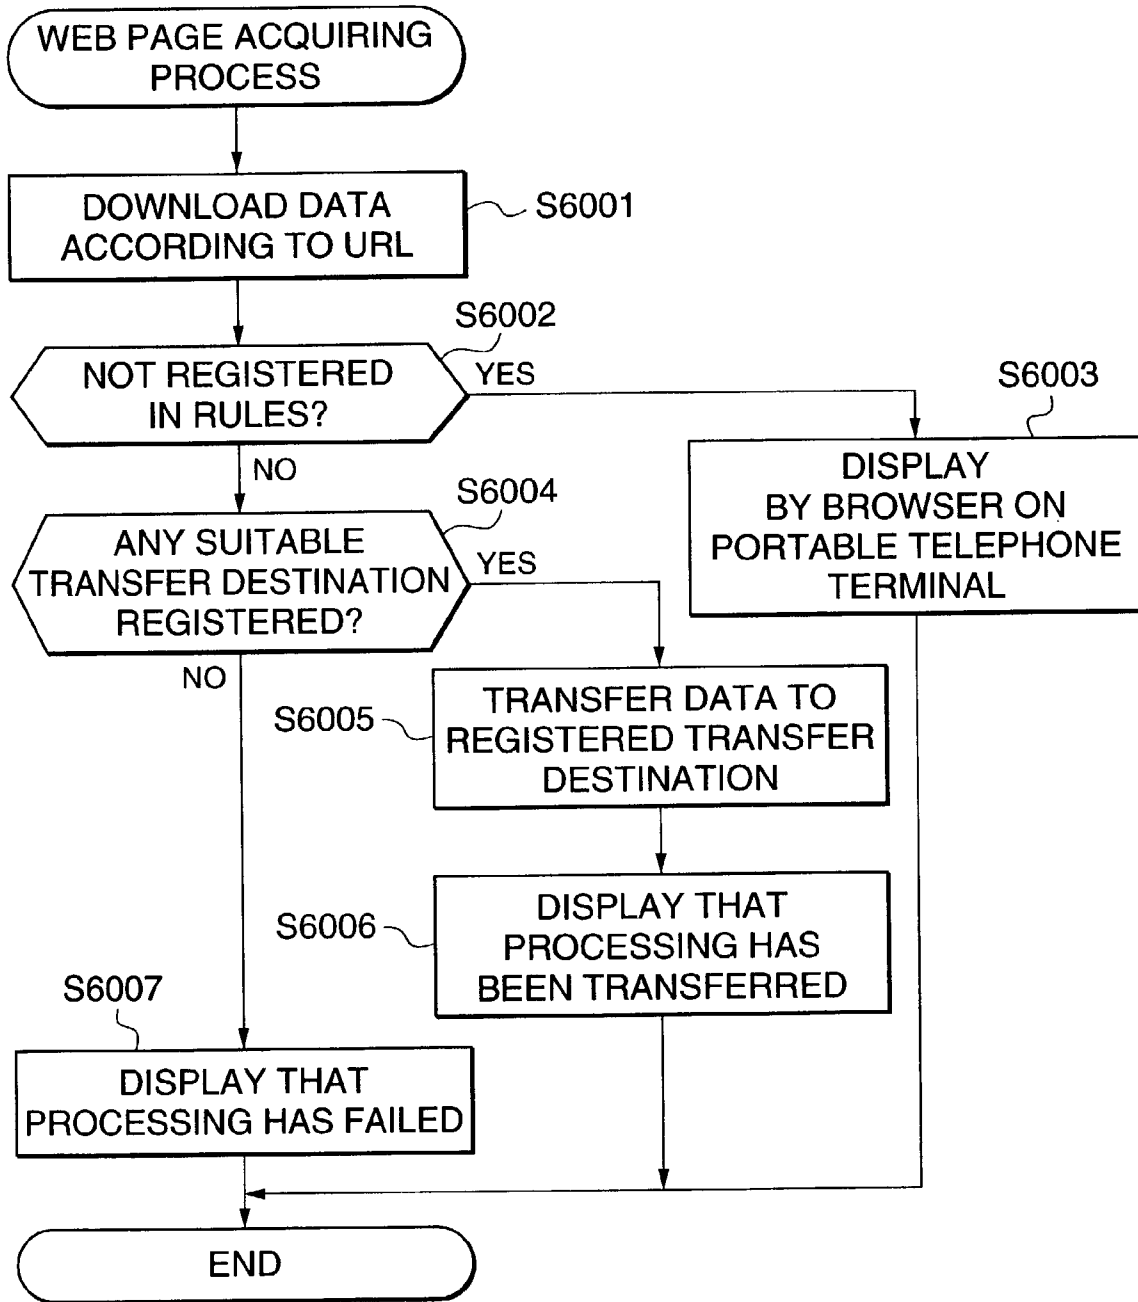 WEB PAGE ACQUIRING
PROCESS
DOWNLOAD DATA
ACCORDING TO URL
S6001
S6002
NOT REGISTERED
IN RULES?
YES
NO
S6003
DISPLAY
BY BROWSER ON
PORTABLE TELEPHONE
TERMINAL
S6004
ANY SUITABLE
TRANSFER DESTINATION
REGISTERED?
YES
NO
S6005
TRANSFER DATA TO
REGISTERED TRANSFER
DESTINATION
S6006
DISPLAY THAT
PROCESSING HAS
BEEN TRANSFERRED
S6007
DISPLAY THAT
PROCESSING HAS FAILED
END